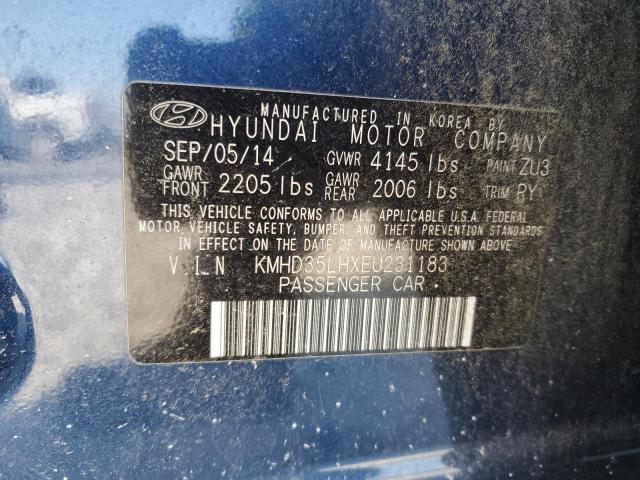 MANUFACTURED IN KOREA BY
HYUNDAI MOTOR COMPANY
SEP/05/14 GVWR 4145 lbs PAINT ZU3
GAWR FRONT 2205 lbs GAWR REAR 2006 lbs TRIM RY
THIS VEHICLE CONFORMS TO ALL APPLICABLE U.S.A. FEDERAL
MOTOR VEHICLE SAFETY, BUMPER, AND THEFT PREVENTION
STANDARDS IN EFFECT ON THE DATE OF MANUFACTURE SHOWN ABOVE.
V I N KMHD35LHXEU231183
PASSENGER CAR